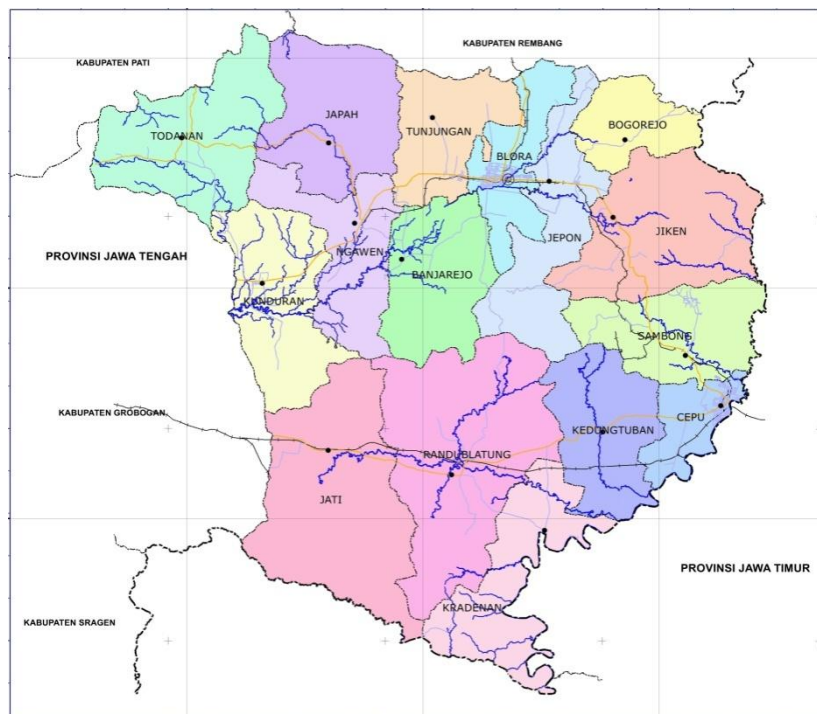 KABUPATEN REMBANG
KABUPATEN PATI
JAPAH
TUNJUNGAN
BOGOREJO
TODANAN
BLORA
JIKEN
JEPON
PROVINSI JAWA TENGAH
NGAWEN
BANJAREJO
KUNDURAN
SAMBONG
KABUPATEN GROBOGAN
CEPU
KEDONGTUBAN
RANDUBLATUNG
JATI
PROVINSI JAWA TIMUR
KRADENAN
KABUPATEN SRAGEN